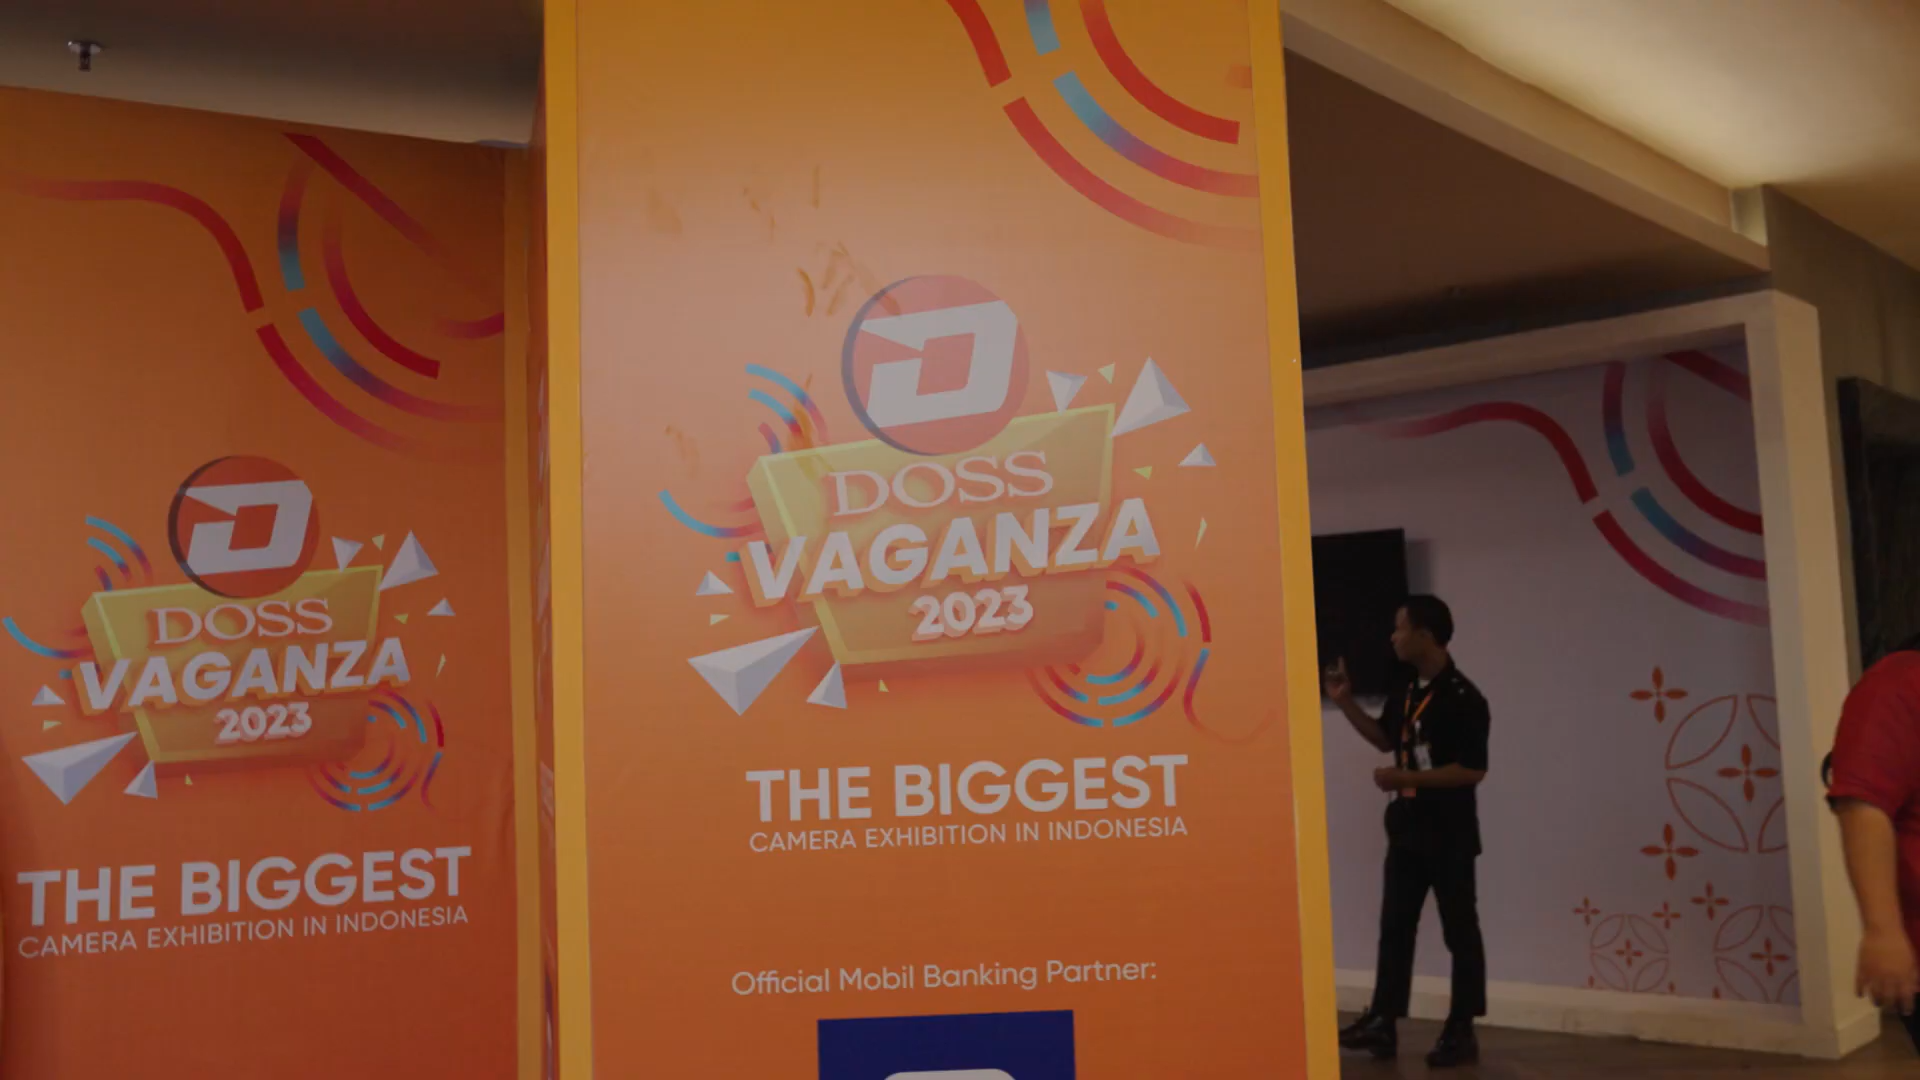 DOSS
VAGANZA
2023
THE BIGGEST
CAMERA EXHIBITION IN INDONESIA
DOSS
VAGANZA
2023
THE BIGGEST
CAMERA EXHIBITION IN INDONESIA
Official Mobil Banking Partner: